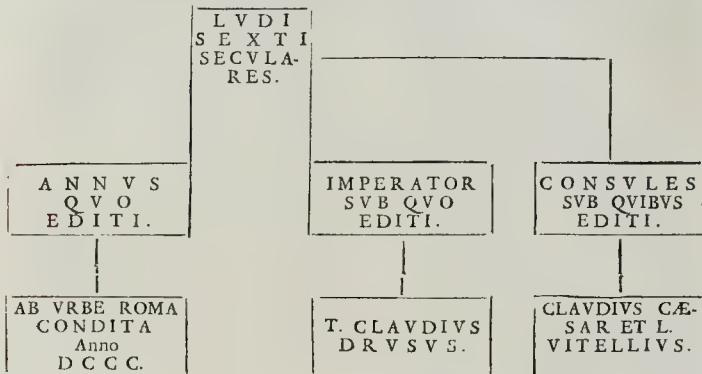 LVDI
SEXTI
SECVLA-
RES.
ANNVS
QVO
EDITI.
IMPERATOR
SVB QVO
EDITI.
CONSVLES
SVB QVIBVS
EDITI.
AB VRBE ROMA
CONDITA
Anno
DCCC.
T. CLAVDIVS
DRVSVS.
CLAVDIVS CÆ-
SAR ET L.
VITELLIVS.